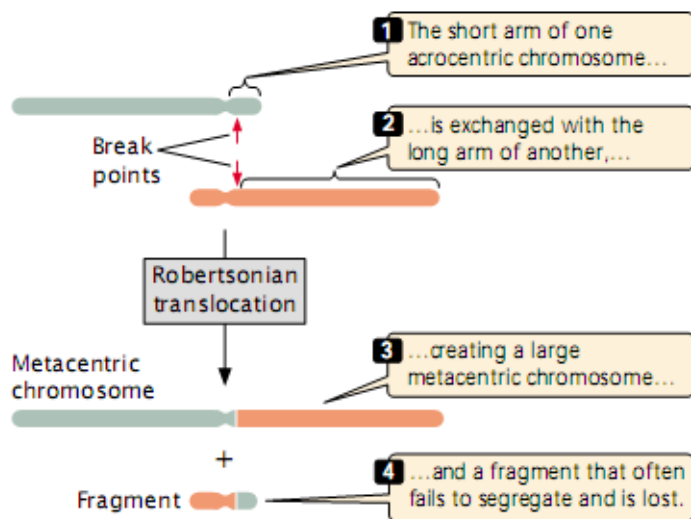 1 The short arm of one
acrocentric chromosome…
2 …is exchanged with the
long arm of another,…
Break
points
Robertsonian
translocation
3 …creating a large
metacentric chromosome…
Metacentric
chromosome
+
4 …and a fragment that often
fails to segregate and is lost.
Fragment